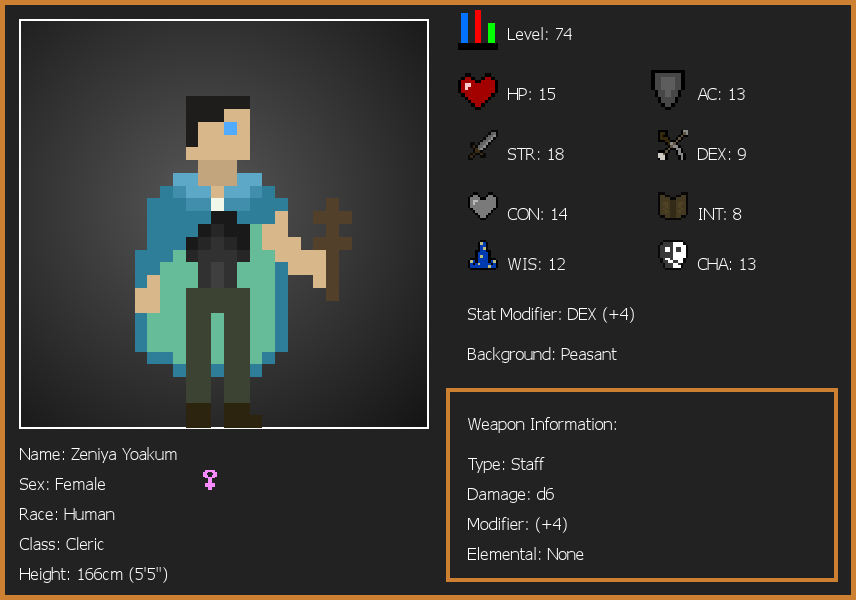 Level: 74
HP: 15
AC: 13
STR: 18
DEX: 9
CON: 14
INT: 8
WIS: 12
CHA: 13
Stat Modifier: DEX (+4)
Background: Peasant
Weapon Information:
Type: Staff
Damage: d6
Modifier: (+4)
Elemental: None
Name: Zeniya Yoakum
Sex: Female
Race: Human
Class: Cleric
Height: 166cm (5'5")